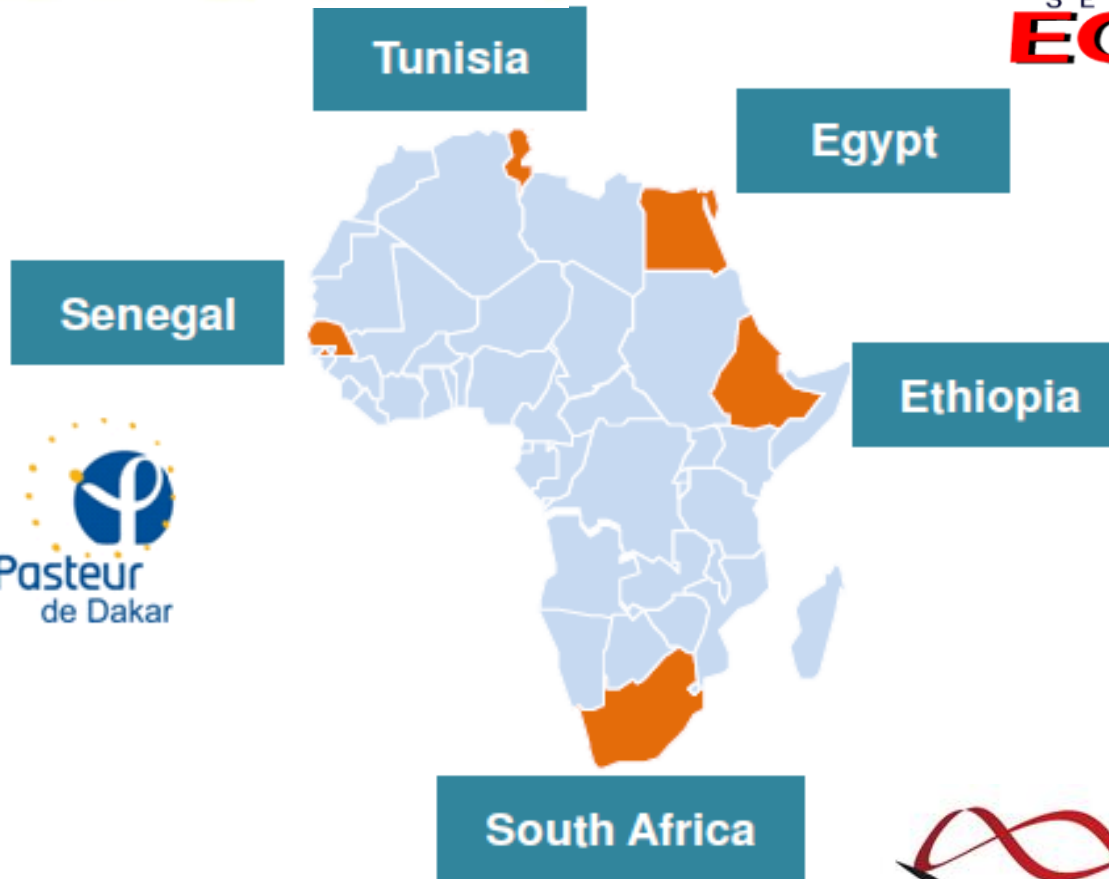 Tunisia
Egypt
Senegal
Ethiopia
Pasteur
de Dakar
South Africa